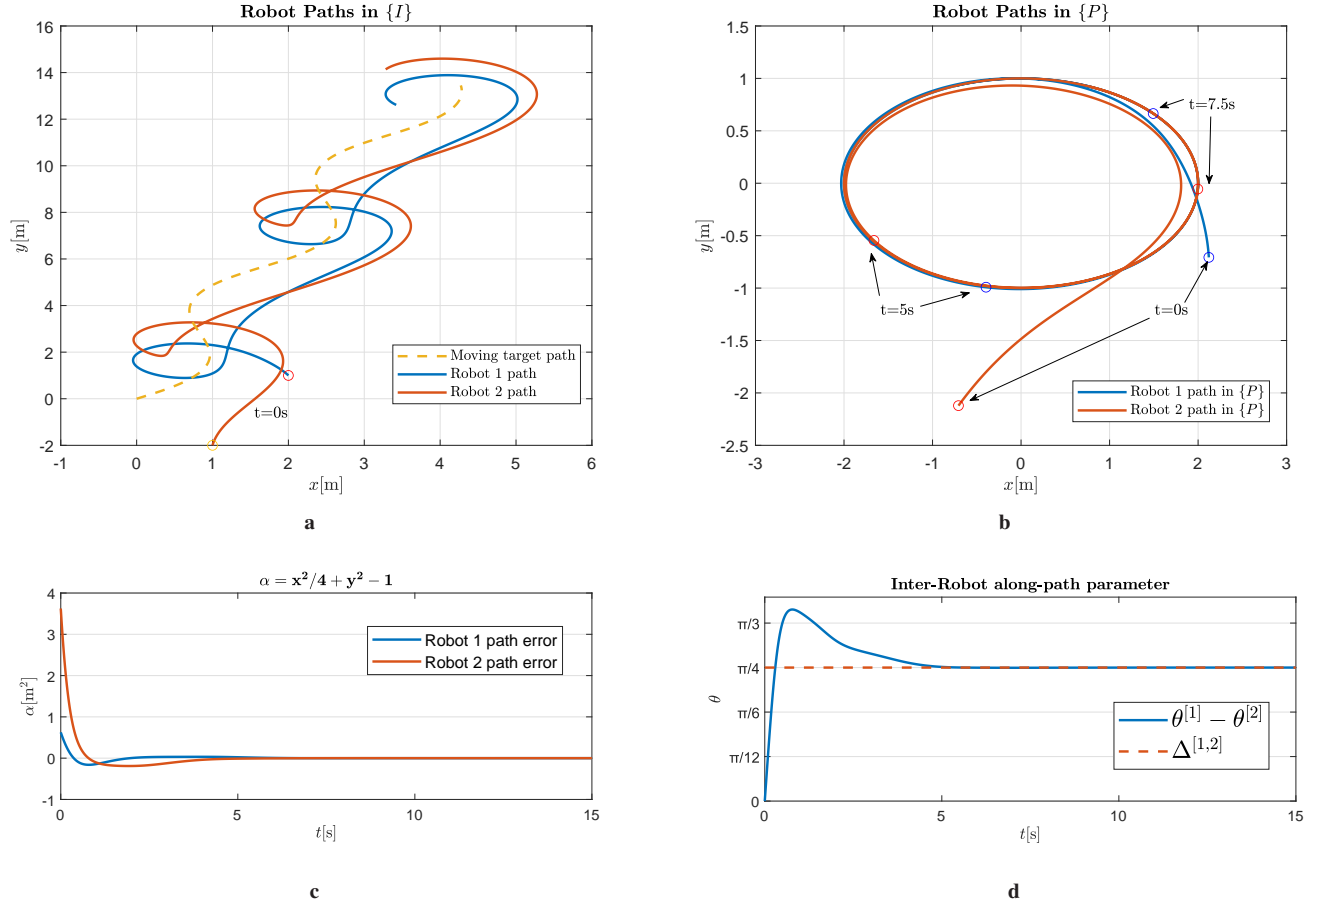 Robot Paths in {I}
16
14
12
10
8
6
4
2
0
-2
y[m]
-1
0
1
2
3
4
5
6
x[m]
t=0s
Moving target path
Robot 1 path
Robot 2 path
a
Robot Paths in {P}
1.5
1
0.5
0
-0.5
-1
-1.5
-2
-2.5
y[m]
-3
-2
-1
0
1
2
3
x[m]
t=7.5s
t=5s
t=0s
Robot 1 path in {P}
Robot 2 path in {P}
b
α = x²/4 + y² − 1
4
3
2
1
0
-1
α[m²]
0
5
10
15
t[s]
Robot 1 path error
Robot 2 path error
c
Inter-Robot along-path parameter
π/3
π/4
π/6
π/12
0
θ
0
5
10
15
t[s]
θ^[1] − θ^[2]
Δ^[1,2]
d